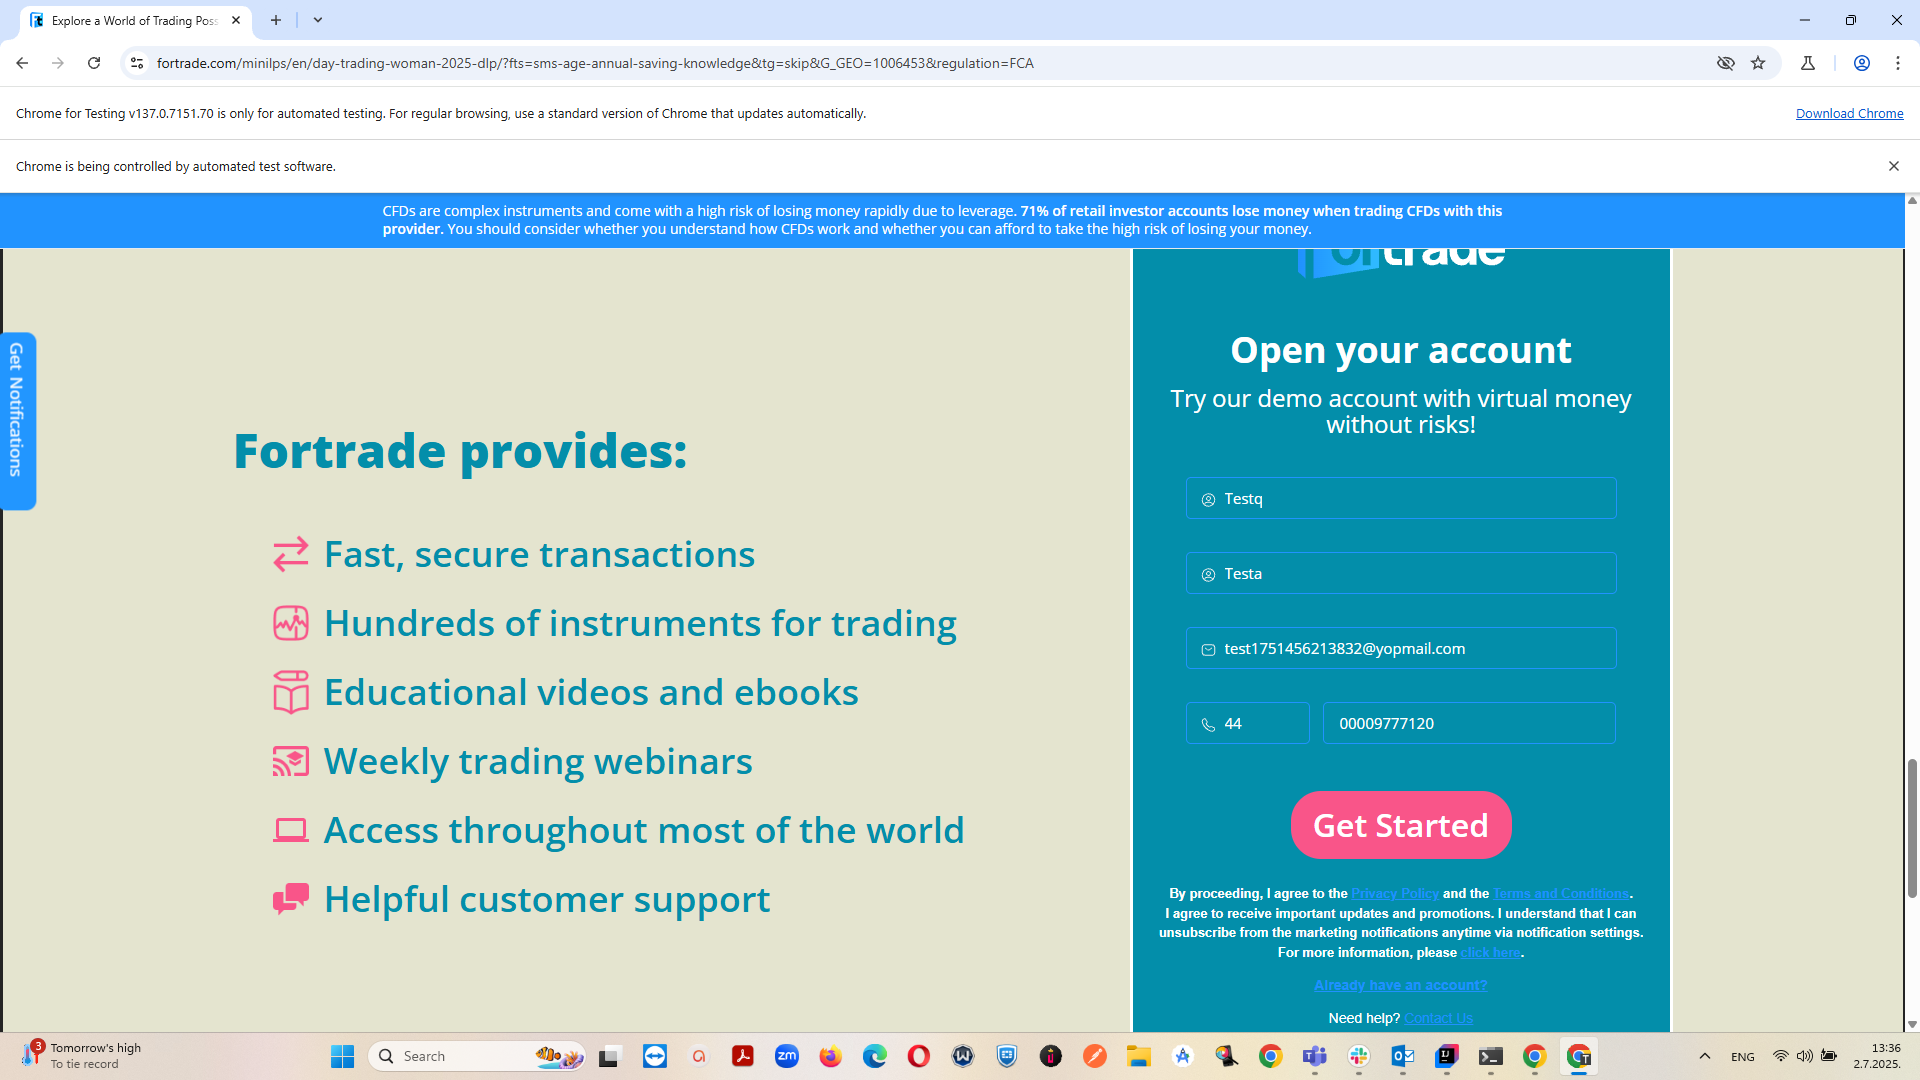 Explore a World of Trading Poss
fortrade.com/minilps/en/day-trading-woman-2025-dlp/?fts=sms-age-annual-saving-knowledge&tg=skip&G_GEO=1006453&regulation=FCA
Chrome for Testing v137.0.7151.70 is only for automated testing. For regular browsing, use a standard version of Chrome that updates automatically.
Download Chrome
Chrome is being controlled by automated test software.
CFDs are complex instruments and come with a high risk of losing money rapidly due to leverage. 71% of retail investor accounts lose money when trading CFDs with this
provider. You should consider whether you understand how CFDs work and whether you can afford to take the high risk of losing your money.
Get Notifications
Fortrade provides:
Fast, secure transactions
Hundreds of instruments for trading
Educational videos and ebooks
Weekly trading webinars
Access throughout most of the world
Helpful customer support
fortrade
Open your account
Try our demo account with virtual money
without risks!
Testq
Testa
test1751456213832@yopmail.com
44
00009777120
Get Started
By proceeding, I agree to the Privacy Policy and the Terms and Conditions.
I agree to receive important updates and promotions. I understand that I can
unsubscribe from the marketing notifications anytime via notification settings.
For more information, please click here.
Already have an account?
Need help? Contact Us
3
Tomorrow's high
To tie record
Search
zm
ENG
13:36
2.7.2025.